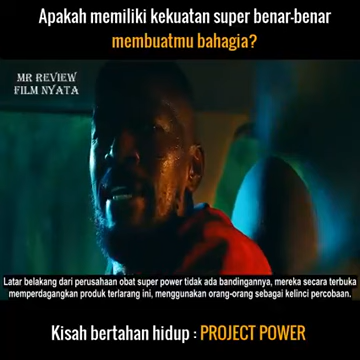 Apakah memiliki kekuatan super benar-benar
membuatmu bahagia?
MR REVIEW
FILM NYATA
Latar belakang dari perusahaan obat super power tidak ada bandingannya, mereka secara terbuka
memperdagangkan produk terlarang ini, menggunakan orang-orang sebagai kelinci percobaan.
Kisah bertahan hidup : PROJECT POWER